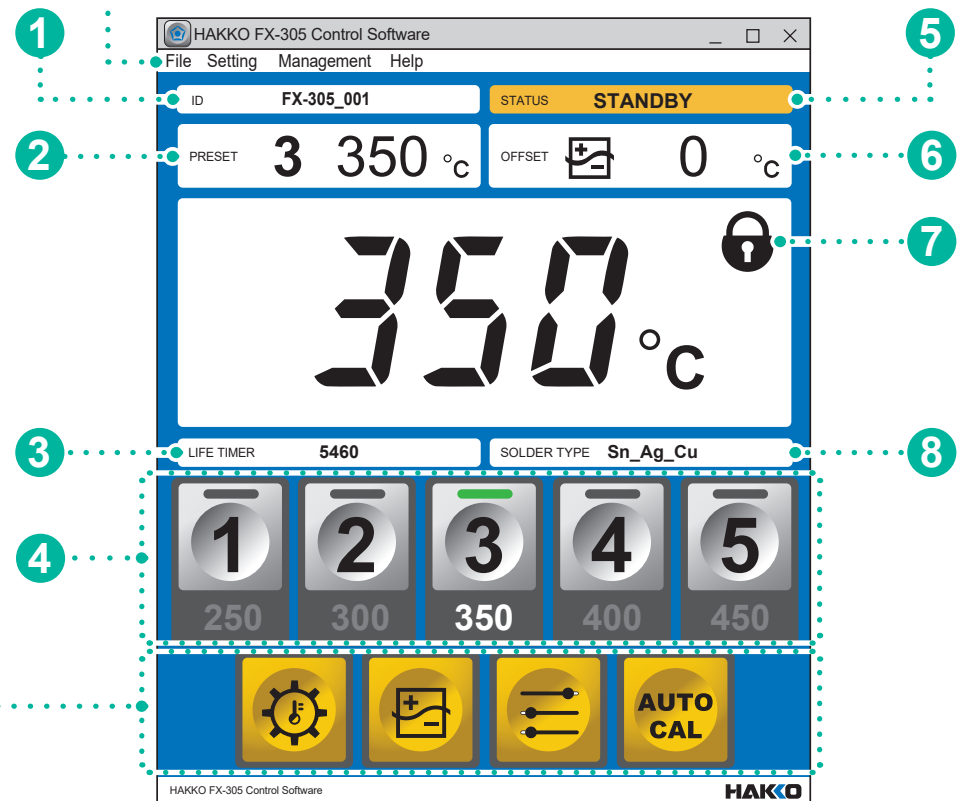 HAKKO FX-305 Control Software
File Setting Management Help
1
5
ID FX-305_001
STATUS STANDBY
2
PRESET 3 350 °C
OFFSET + - 0 °C
6
7
350 °C
3
LIFE TIMER 5460
SOLDER TYPE Sn_Ag_Cu
8
4
1 2 3 4 5
250 300 350 400 450
+ -
AUTO
CAL
HAKKO FX-305 Control Software
HAKKO